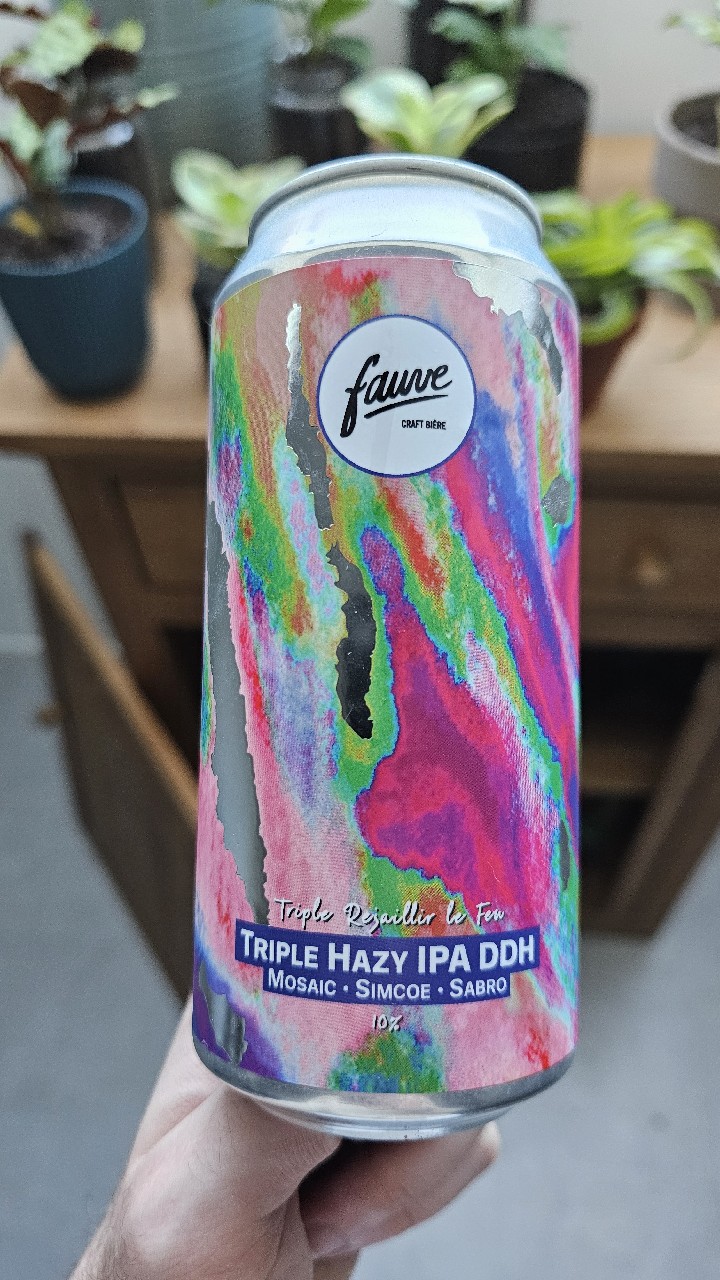 fauve
CRAFT BIÈRE
Triple Rejaillir le Feu
TRIPLE HAZY IPA DDH
MOSAIC • SIMCOE • SABRO
10%